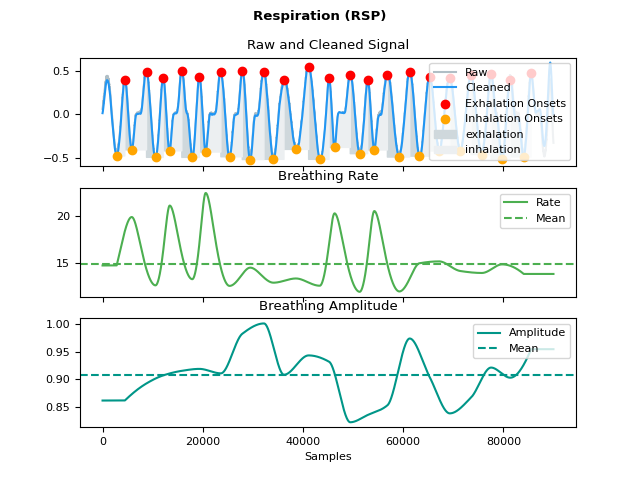 Respiration (RSP)
Raw and Cleaned Signal
0.5
0.0
−0.5
Raw
Cleaned
Exhalation Onsets
Inhalation Onsets
exhalation
inhalation
Breathing Rate
20
15
Rate
Mean
Breathing Amplitude
1.00
0.95
0.90
0.85
Amplitude
Mean
0
20000
40000
60000
80000
Samples